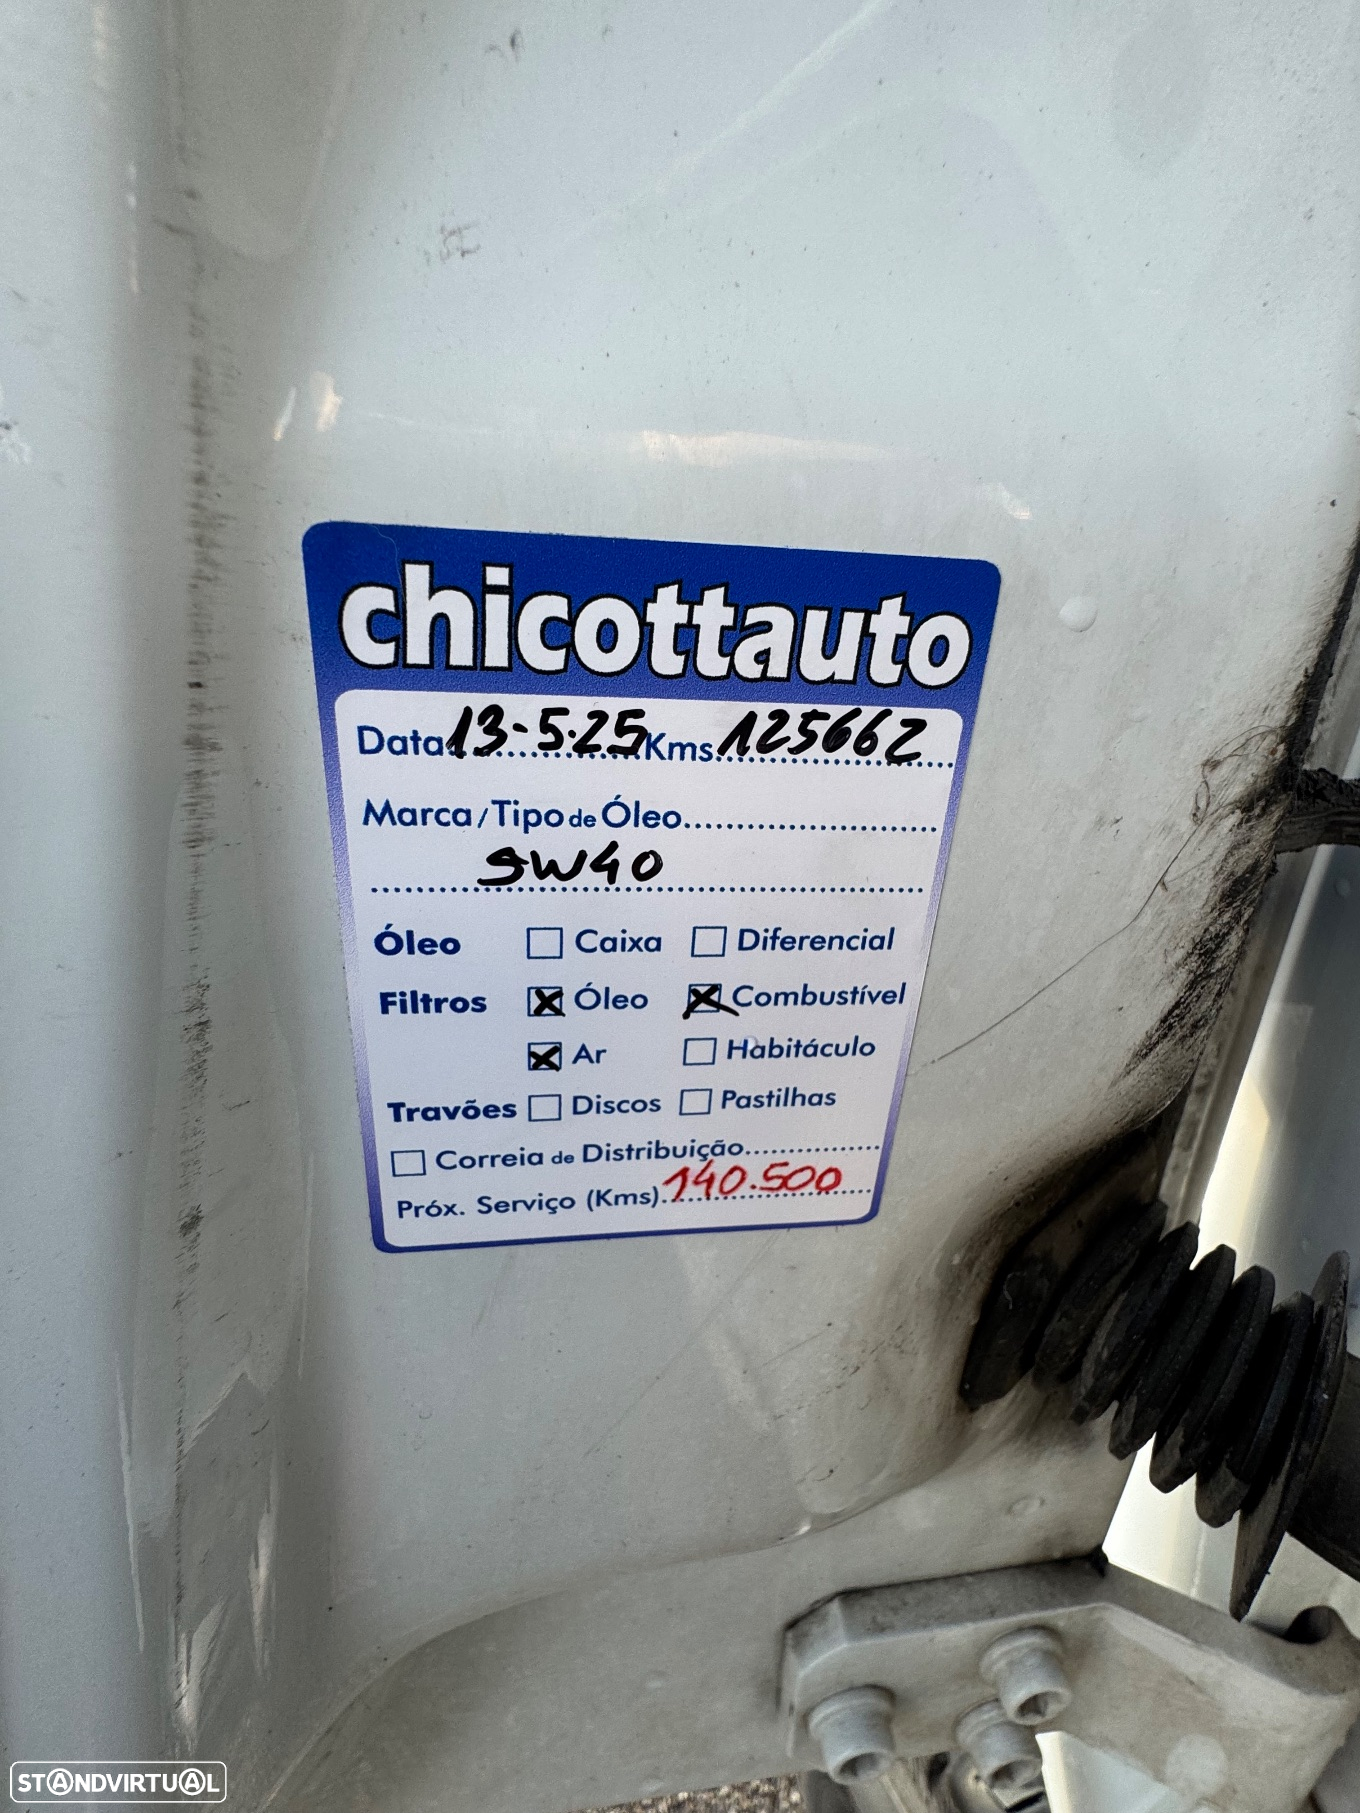 chicottauto
Data 13-5-25 Kms 125662
Marca/Tipo de Óleo
5W40
Óleo Caixa Diferencial
Filtros Óleo Combustível
Ar Habitáculo
Travões Discos Pastilhas
Correia de Distribuição
Próx. Serviço (Kms) 140.500
STANDVIRTUAL